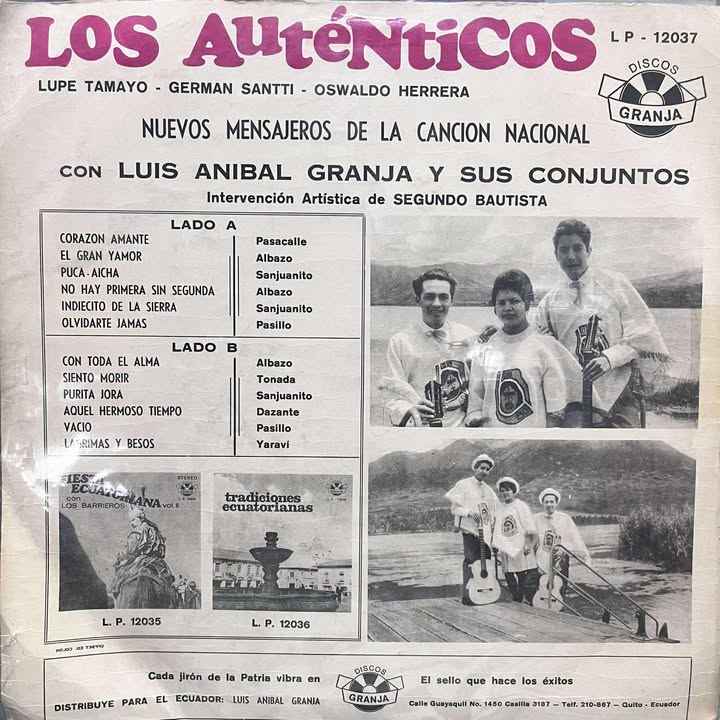 LOS AUTÉNTICOS
LP - 12037
DISCOS
GRANJA
LUPE TAMAYO - GERMAN SANTTI - OSWALDO HERRERA
NUEVOS MENSAJEROS DE LA CANCION NACIONAL
CON LUIS ANIBAL GRANJA Y SUS CONJUNTOS
Intervención Artística de SEGUNDO BAUTISTA
LADO A
CORAZON AMANTE Pasacalle
EL GRAN YAMOR Albazo
PUCA-AICHA Sanjuanito
NO HAY PRIMERA SIN SEGUNDA Albazo
INDIECITO DE LA SIERRA Sanjuanito
OLVIDARTE JAMAS Pasillo
LADO B
CON TODA EL ALMA Albazo
SIENTO MORIR Tonada
PURITA JORA Sanjuanito
AQUEL HERMOSO TIEMPO Dazante
VACIO Pasillo
LAGRIMAS Y BESOS Yaraví
FIESTA
ECUATORIANA
con
LOS BARRIEROS vol II
STEREO
tradiciones
ecuatorianas
L. P. 12035
L. P. 12036
Cada jirón de la Patria vibra en
DISCOS
GRANJA
El sello que hace los éxitos
DISTRIBUYE PARA EL ECUADOR: LUIS ANIBAL GRANJA
Calle Guayaquil No. 1450 Casilla 3187 - Telf. 210-867 - Quito - Ecuador